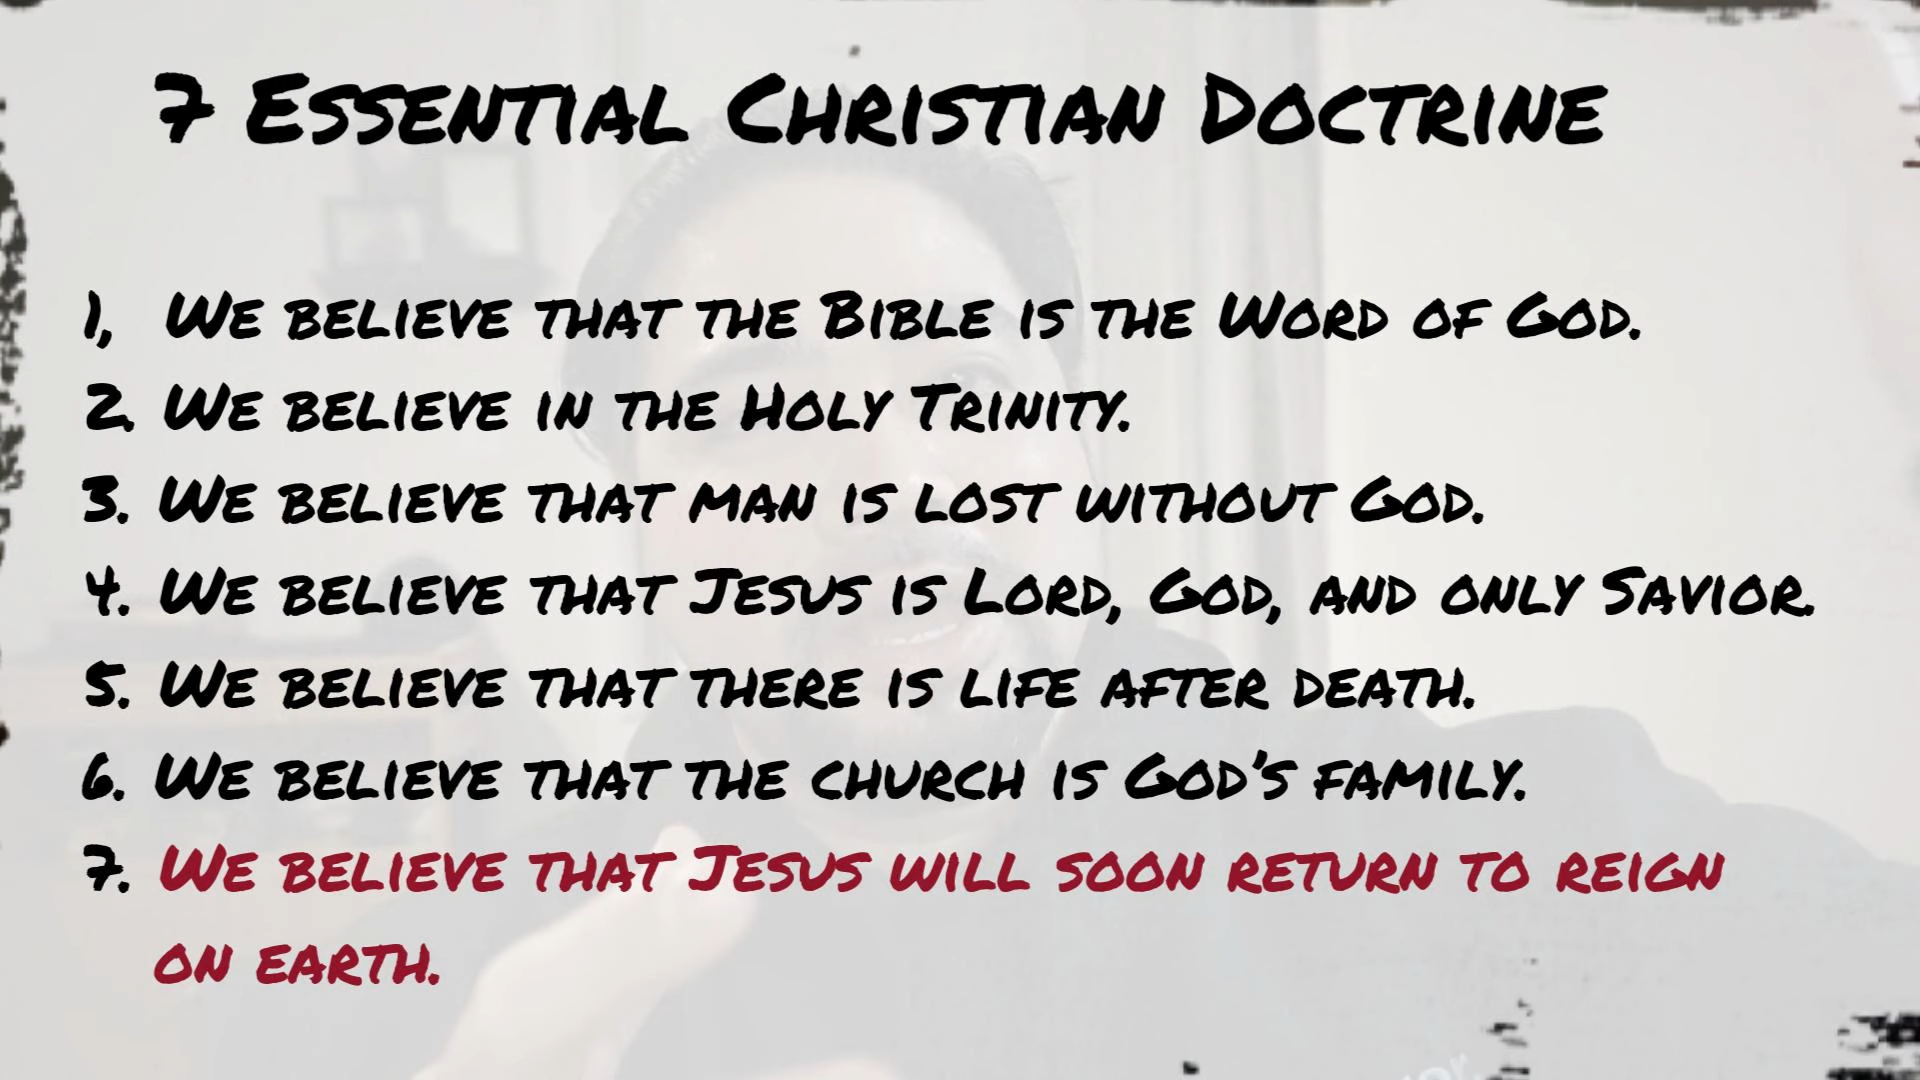 7 Essential Christian Doctrine
1, We believe that the Bible is the Word of God.
2. We believe in the Holy Trinity.
3. We believe that man is lost without God.
4. We believe that Jesus is Lord, God, and only Savior.
5. We believe that there is life after death.
6. We believe that the church is God's family.
7. We believe that Jesus will soon return to reign
on earth.